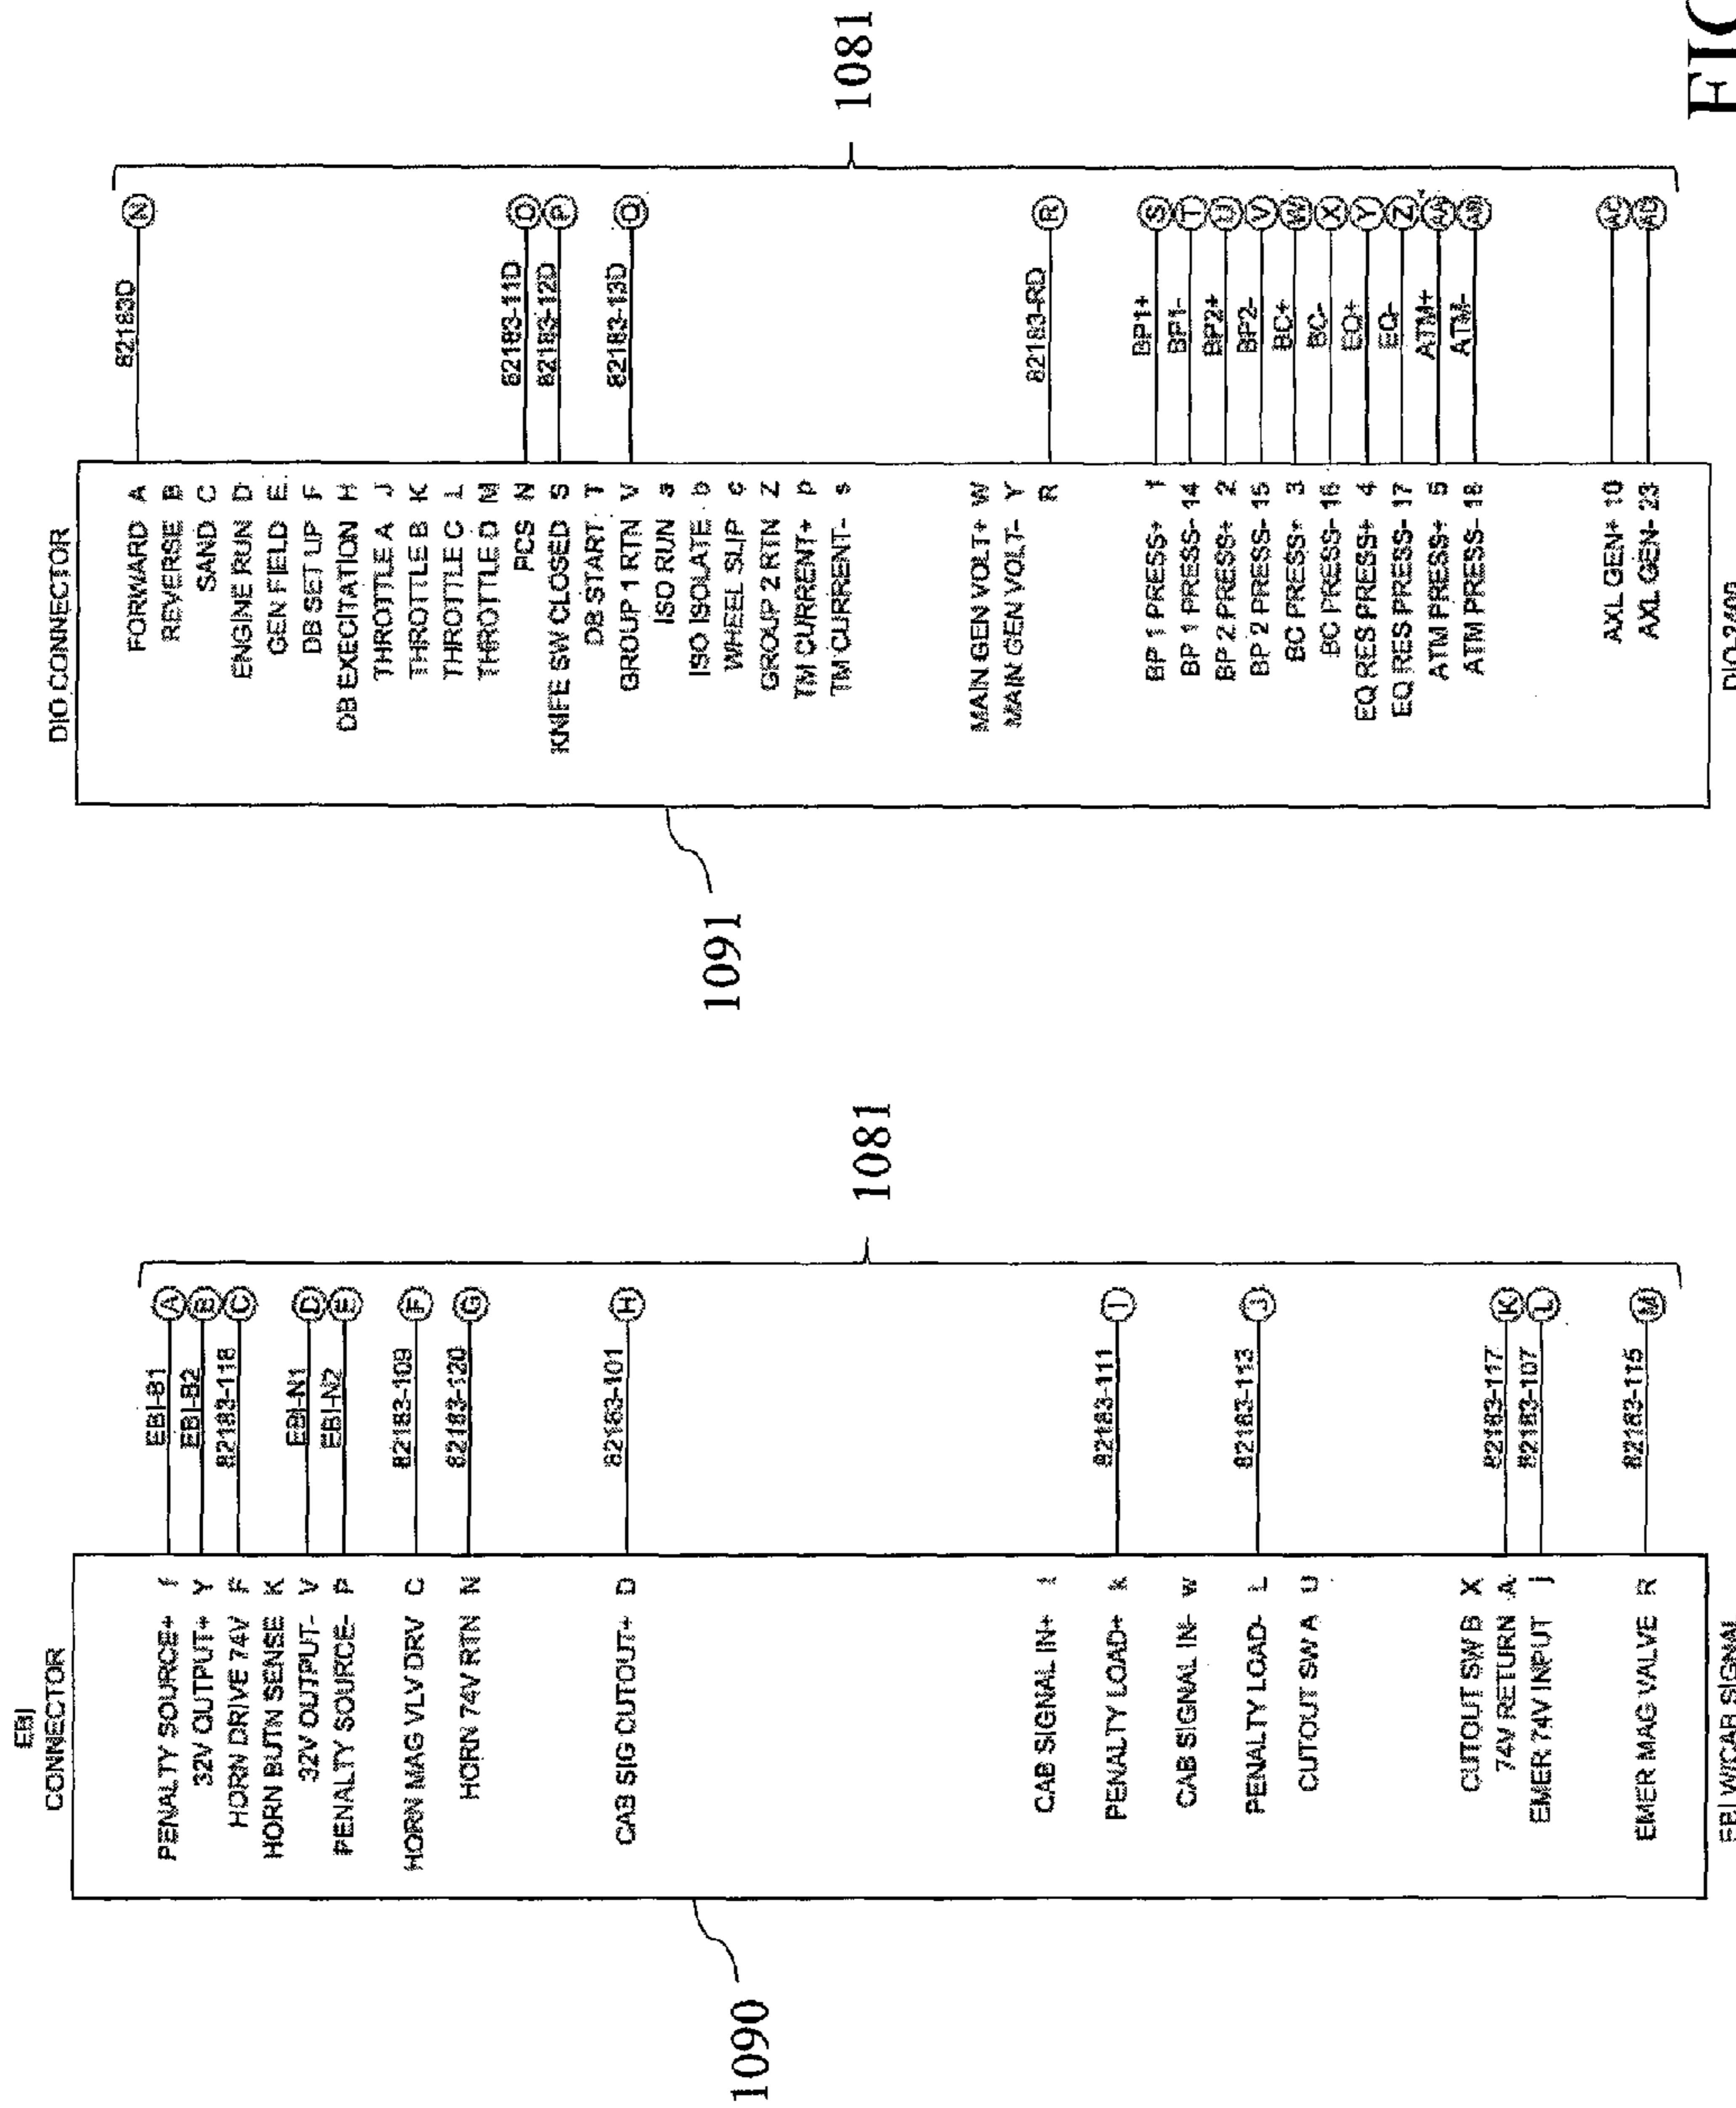 EBI
CONNECTOR
PENALTY SOURCE+ f EBI-B1 A
32V OUTPUT+ Y EBI-B2 B
HORN DRIVE 74V F 82183-118 C
HORN BUTN SENSE K
32V OUTPUT- V EBI-N1 D
PENALTY SOURCE- P EBI-N2 E
HORN MAG VLV DRV C 82183-109 F
HORN 74V RTN N 82183-120 G
CAB SIG CUTOUT+ D 82183-101 H
CAB SIGNAL IN+
PENALTY LOAD+ k 82183-111 I
CAB SIGNAL IN- w
PENALTY LOAD- L 82183-113 J
CUTOUT SW A U
CUTOUT SW B X
74V RETURN A 82183-117 K
EMER 74V INPUT j 82183-107 L
EMER MAG VALVE R 82183-115 M
EBI W/CAB SIGNAL
1090
1081
DIO CONNECTOR
FORWARD A 82183D N
REVERSE B
SAND C
ENGINE RUN D
GEN FIELD E
DB SET UP F
DB EXECITATION H
THROTTLE A J
THROTTLE B K
THROTTLE C L
THROTTLE D M
PCS N 82183-11D O
KNIFE SW CLOSED S 82183-12D P
DB START T
GROUP 1 RTN V 82183-13D Q
ISO RUN a
ISO ISOLATE b
WHEEL SLIP c
GROUP 2 RTN Z
TM CURRENT+ p
TM CURRENT- s
MAIN GEN VOLT+ W
MAIN GEN VOLT- Y
R 82183-RD R
BP 1 PRESS+ 1 BP1+ S
BP 1 PRESS- 14 BP1- T
BP 2 PRESS+ 2 BP2+ U
BP 2 PRESS- 15 BP2- V
BC PRESS+ 3 BC+ W
BC PRESS- 16 BC- X
EQ RES PRESS+ 4 EQ+ Y
EQ RES PRESS- 17 EQ- Z
ATM PRESS+ 5 ATM+ AA
ATM PRESS- 18 ATM- AB
AXL GEN+ 10 AC
AXL GEN- 23
1091
1081